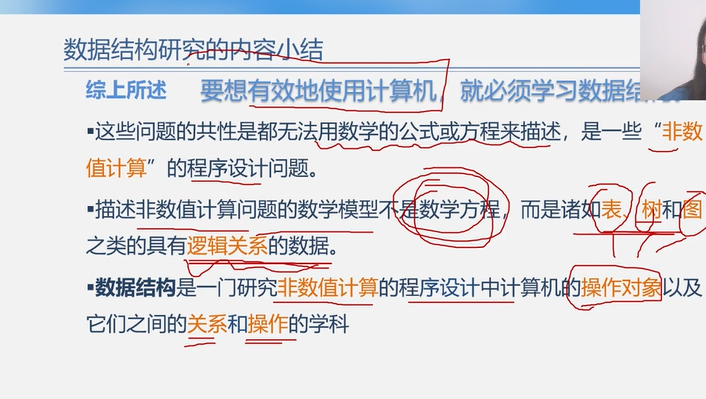 数据结构研究的内容小结
综上所述 要想有效地使用计算机，就必须学习数据结构
▪这些问题的共性是都无法用数学的公式或方程来描述，是一些“非数
值计算”的程序设计问题。
▪描述非数值计算问题的数学模型不是数学方程，而是诸如表、树和图
之类的具有逻辑关系的数据。
▪数据结构是一门研究非数值计算的程序设计中计算机的操作对象以及
它们之间的关系和操作的学科